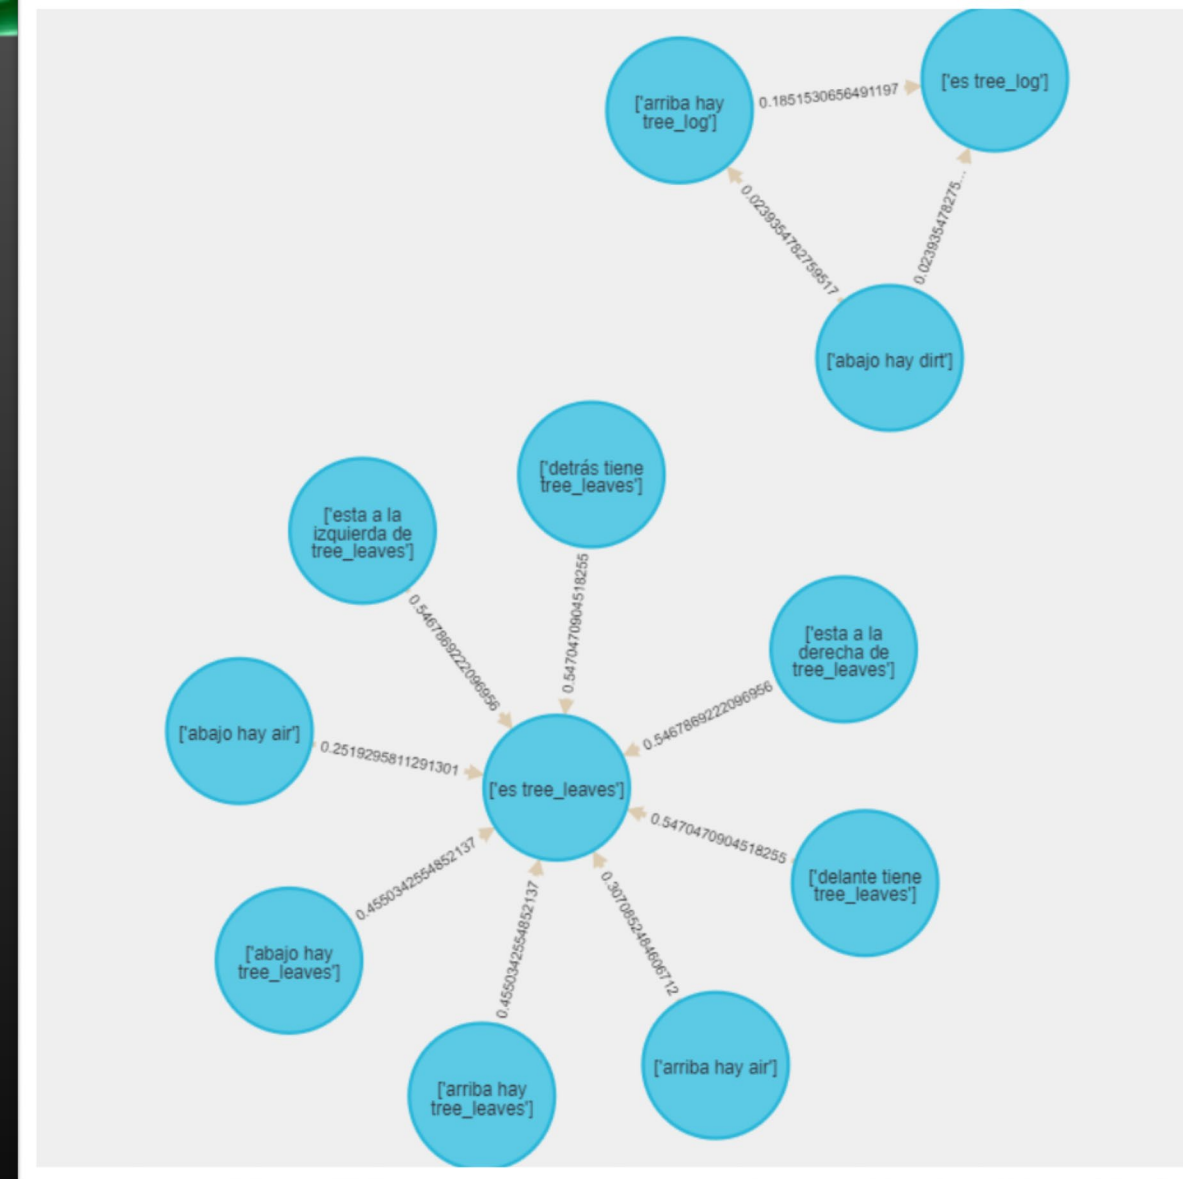 ['arriba hay
tree_log']
0.1851530656491197
['es tree_log']
0.0239354782759517
0.023935478275...
['abajo hay dirt']
['detrás tiene
tree_leaves']
['esta a la
izquierda de
tree_leaves']
0.5467869222096956
0.5470470904518255
['esta a la
derecha de
tree_leaves']
0.5467869222096956
['abajo hay air']
0.2519295811291301
['es tree_leaves']
0.5470470904518255
['delante tiene
tree_leaves']
0.4550342554852137
['abajo hay
tree_leaves']
0.4550342554852137
0.3070852484606712
['arriba hay air']
['arriba hay
tree_leaves']